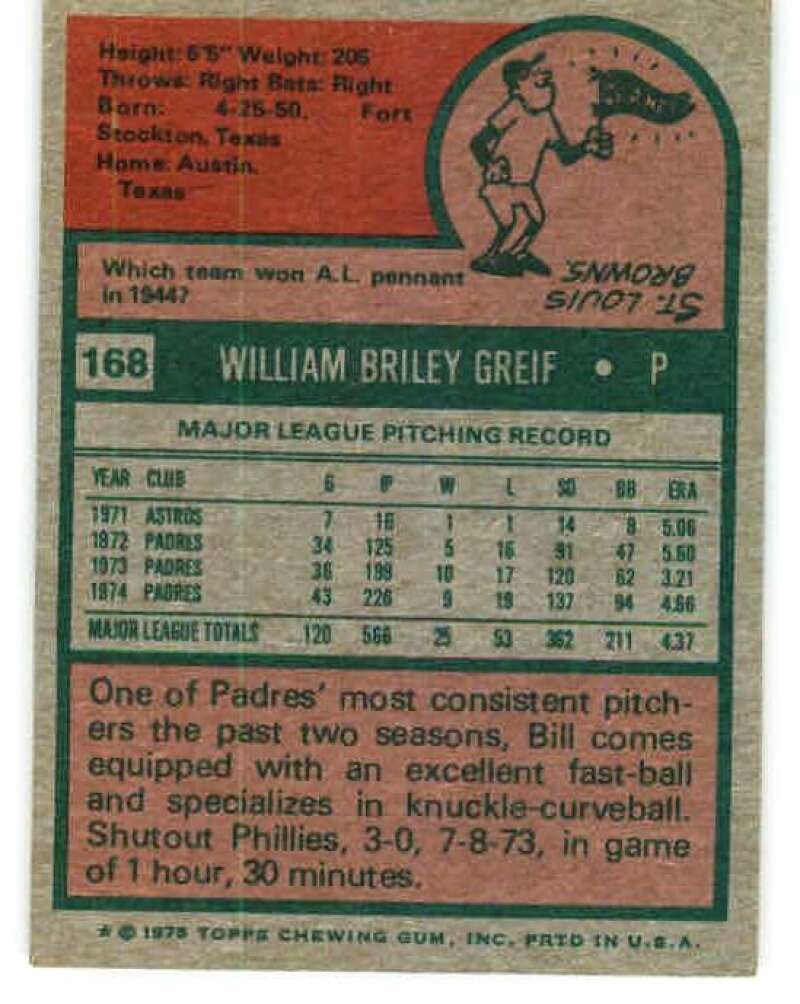 Height: 6'5" Weight: 205
Throws: Right Bats: Right
Born: 4-25-50, Fort
Stockton, Texas
Home: Austin,
Texas
Which team won A.L. pennant
in 1944?
ST. LOUIS
BROWNS.
168 WILLIAM BRILEY GREIF • P
MAJOR LEAGUE PITCHING RECORD
YEAR CLUB G IP W L SO BB ERA
1971 ASTROS 7 16 1 1 14 8 5.06
1972 PADRES 34 125 5 16 91 47 5.60
1973 PADRES 36 199 10 17 120 62 3.21
1974 PADRES 43 226 9 19 137 94 4.66
MAJOR LEAGUE TOTALS 120 566 25 53 362 211 4.37
One of Padres' most consistent pitch-
ers the past two seasons, Bill comes
equipped with an excellent fast-ball
and specializes in knuckle-curveball.
Shutout Phillies, 3-0, 7-8-73, in game
of 1 hour, 30 minutes.
* © 1975 TOPPS CHEWING GUM, INC. PRTD IN U.S.A.